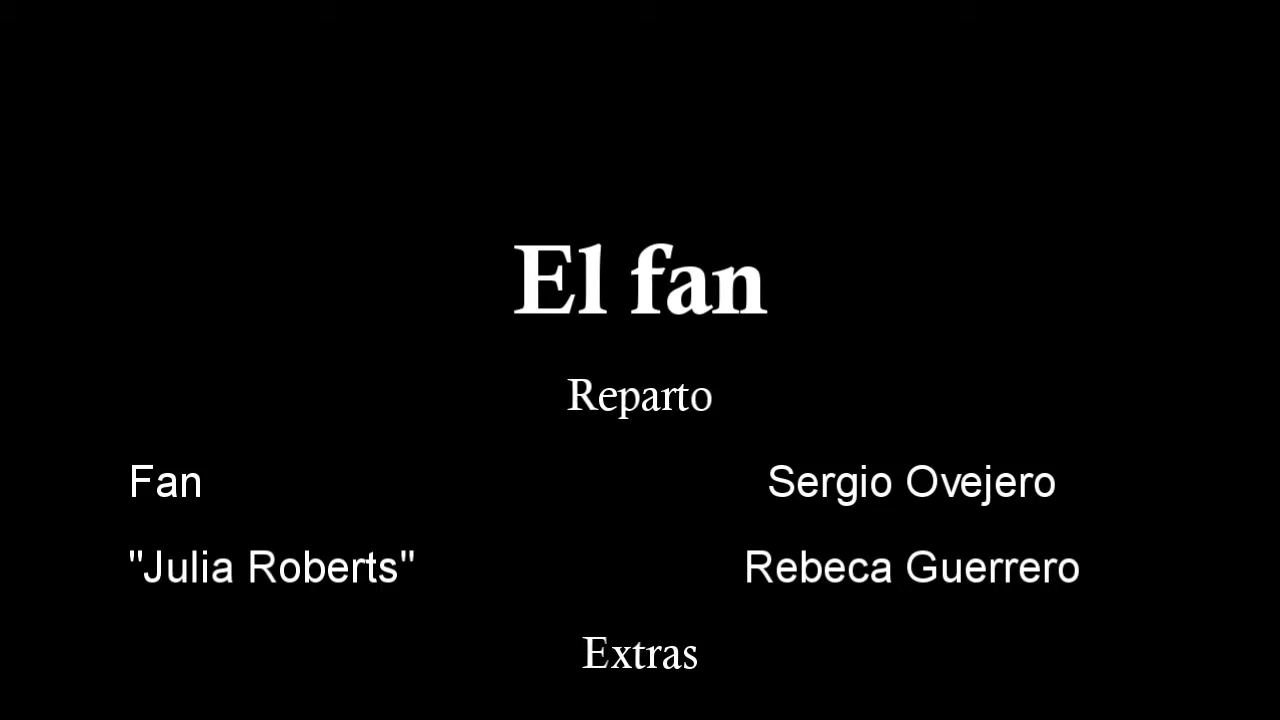 El fan
Reparto
Fan Sergio Ovejero
"Julia Roberts" Rebeca Guerrero
Extras